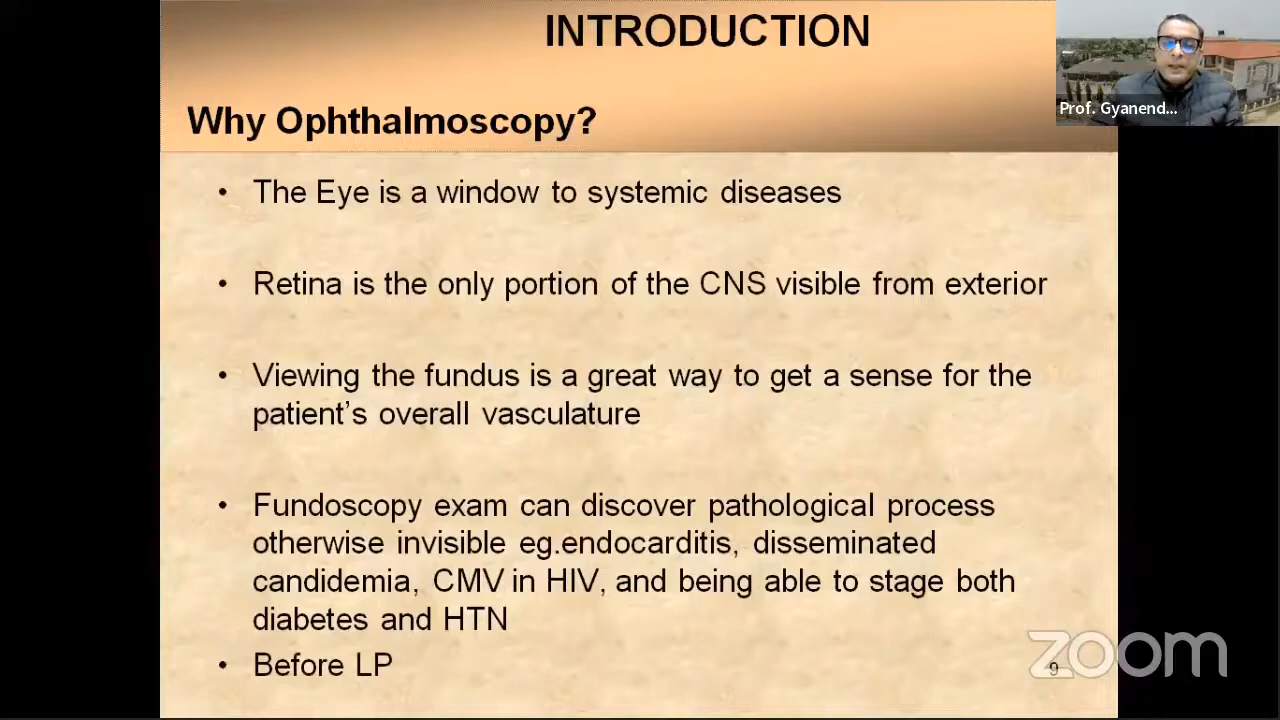 INTRODUCTION
Prof. Gyanend...
Why Ophthalmoscopy?
• The Eye is a window to systemic diseases
• Retina is the only portion of the CNS visible from exterior
• Viewing the fundus is a great way to get a sense for the
patient's overall vasculature
• Fundoscopy exam can discover pathological process
otherwise invisible eg.endocarditis, disseminated
candidemia, CMV in HIV, and being able to stage both
diabetes and HTN
• Before LP
9
zoom